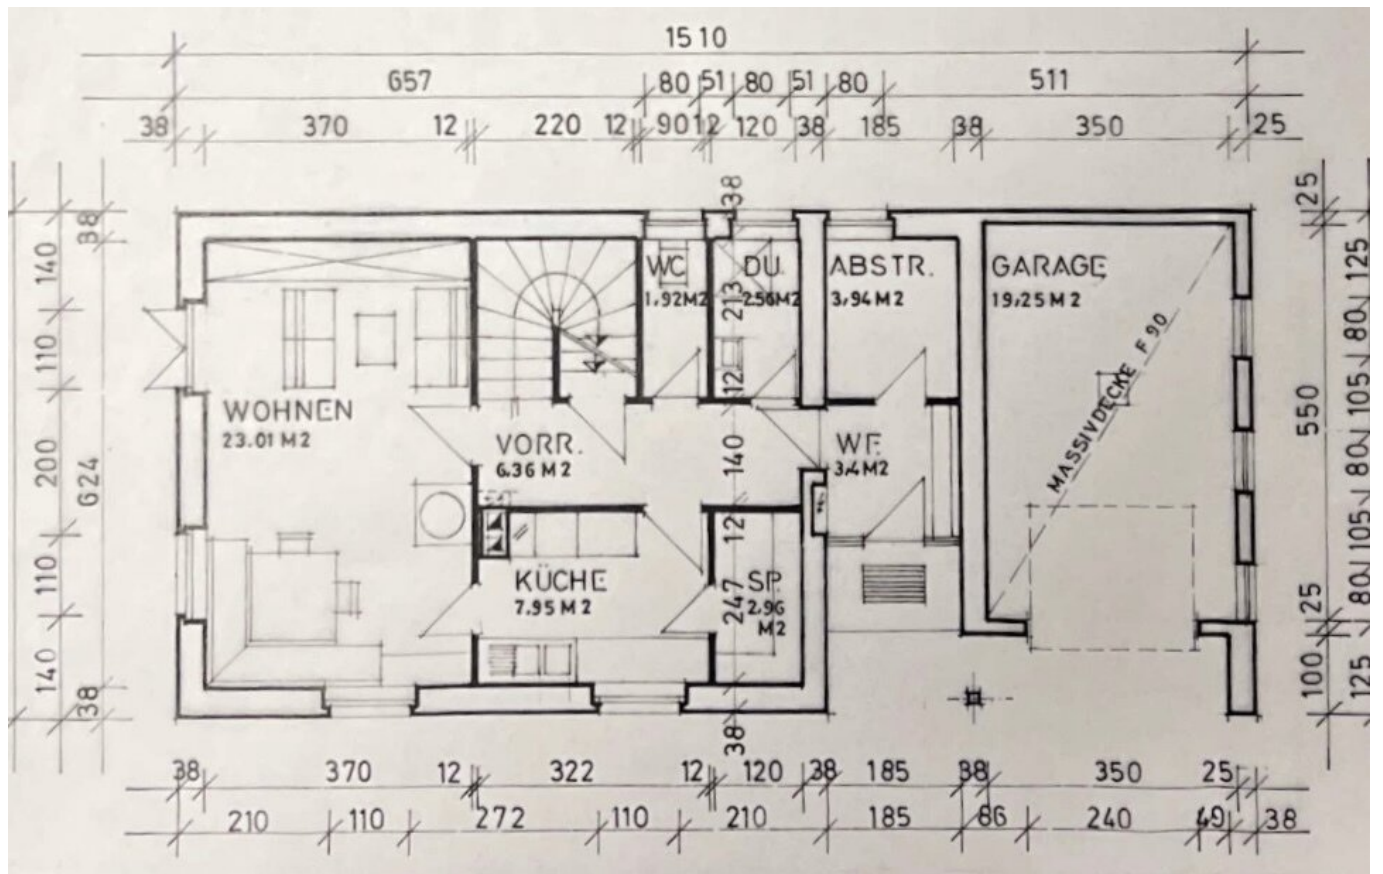 1510
657 80 51 80 51 80 511
38 370 12 220 12 90 12 120 38 185 38 350 25
38
38
25
140
110
200
110
140
624
38
WC
1,92 M2
DU.
2.56 M2
213
ABSTR.
3,94 M2
GARAGE
19,25 M2
MASSIVDECKE F 90
12
WOHNEN
23.01 M2
VORR.
6,36 M2
140
WF.
3,4 M2
12
KÜCHE
7,95 M2
247
SP.
2,96
M2
38
550
25
100
125
80
105
80
105
80
125
38 370 12 322 12 120 38 185 38 350 25
210 110 272 110 210 185 86 240 49 38